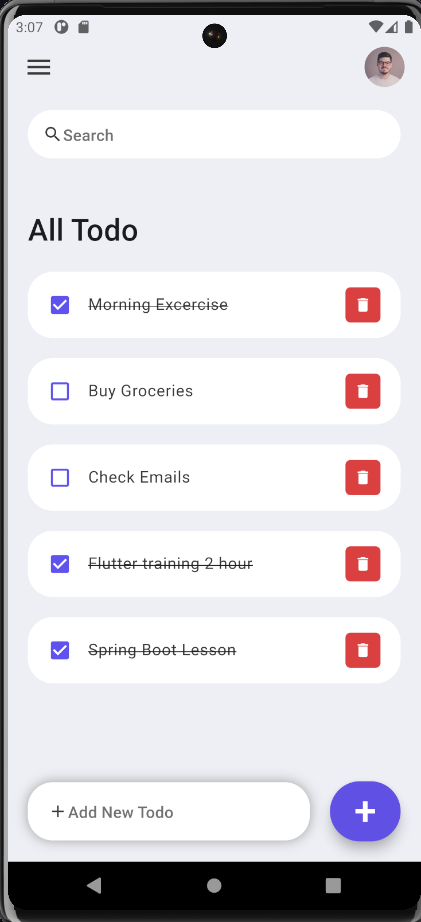 3:07
Search
All Todo
Morning Excercise
Buy Groceries
Check Emails
Flutter training 2 hour
Spring Boot Lesson
Add New Todo